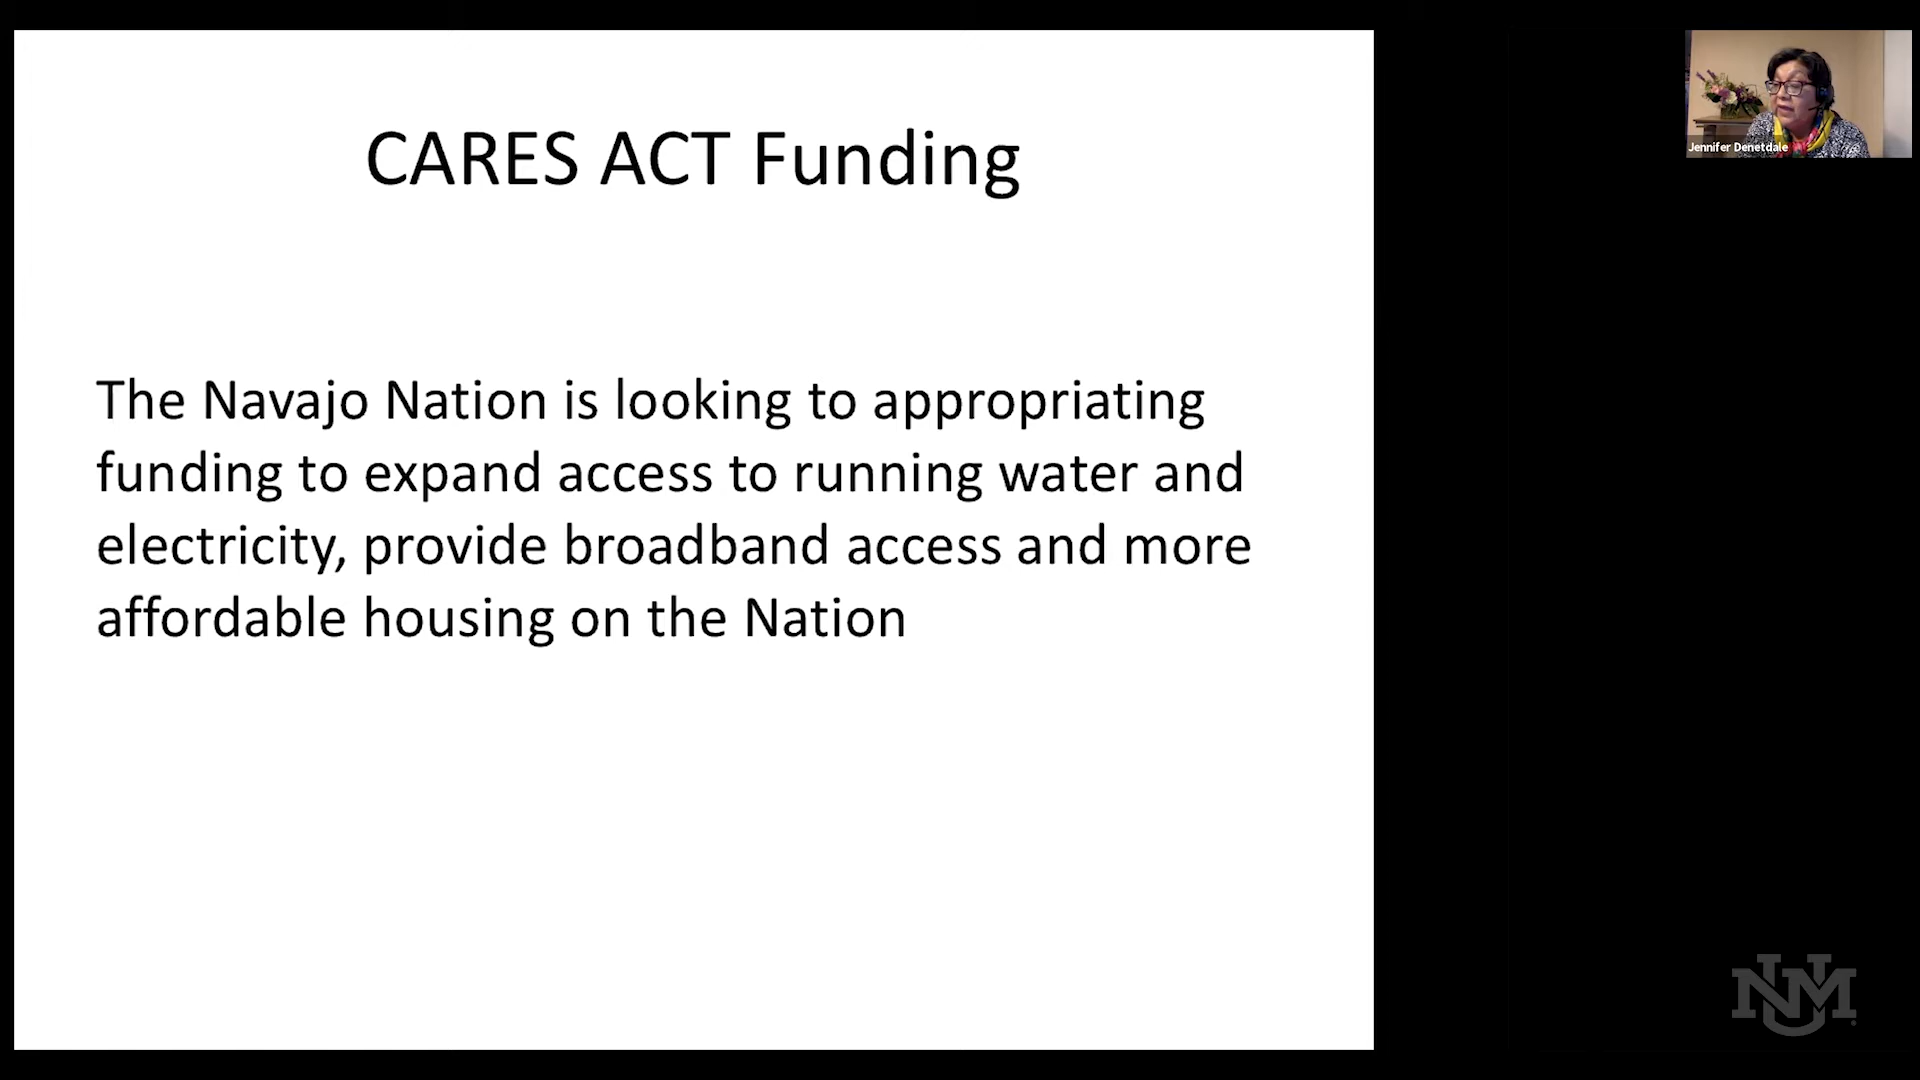 CARES ACT Funding
The Navajo Nation is looking to appropriating
funding to expand access to running water and
electricity, provide broadband access and more
affordable housing on the Nation
Jennifer Denetdale
UNM